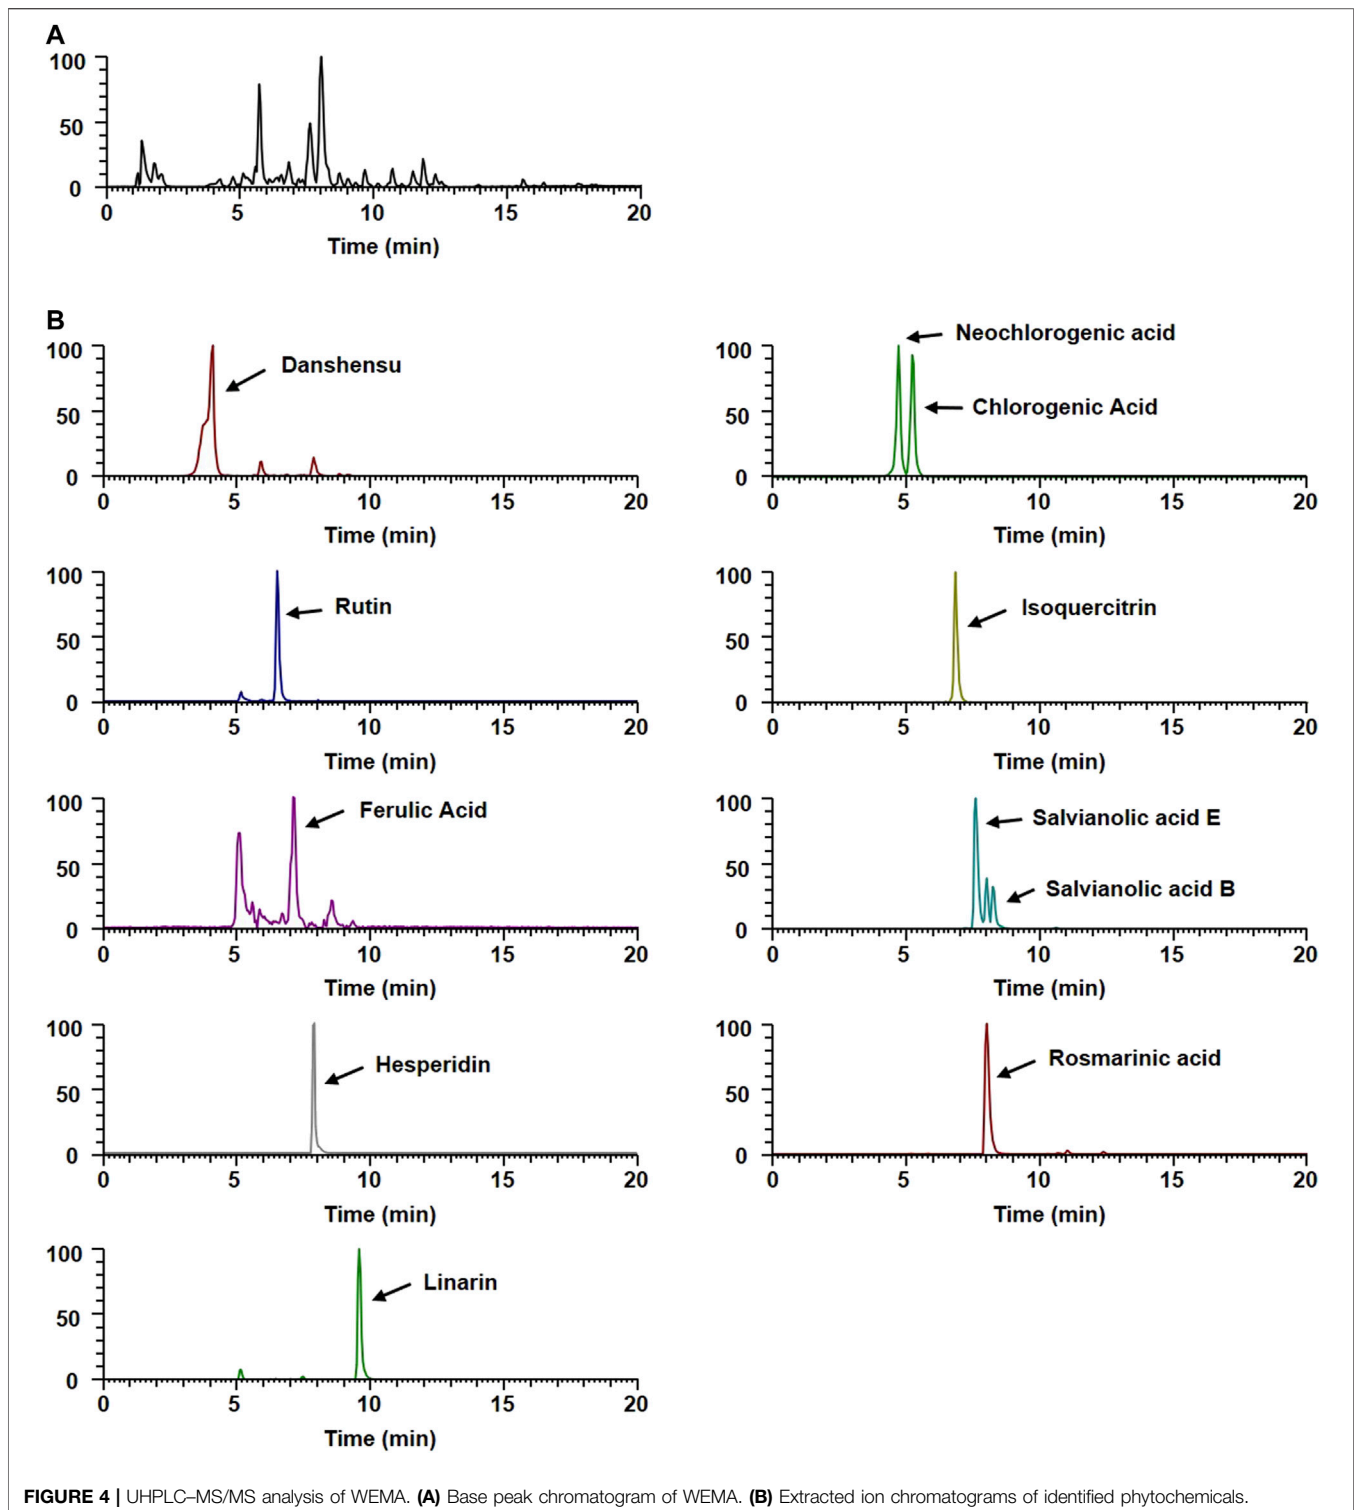 A
100
50
0
0 5 10 15 20
Time (min)
B
100
50
0
Danshensu
0 5 10 15 20
Time (min)
100
50
0
Neochlorogenic acid
Chlorogenic Acid
0 5 10 15 20
Time (min)
100
50
0
Rutin
0 5 10 15 20
Time (min)
100
50
0
Isoquercitrin
0 5 10 15 20
Time (min)
100
50
0
Ferulic Acid
0 5 10 15 20
Time (min)
100
50
0
Salvianolic acid E
Salvianolic acid B
0 5 10 15 20
Time (min)
100
50
0
Hesperidin
0 5 10 15 20
Time (min)
100
50
0
Rosmarinic acid
0 5 10 15 20
Time (min)
100
50
0
Linarin
0 5 10 15 20
Time (min)
FIGURE 4 | UHPLC–MS/MS analysis of WEMA. (A) Base peak chromatogram of WEMA. (B) Extracted ion chromatograms of identified phytochemicals.